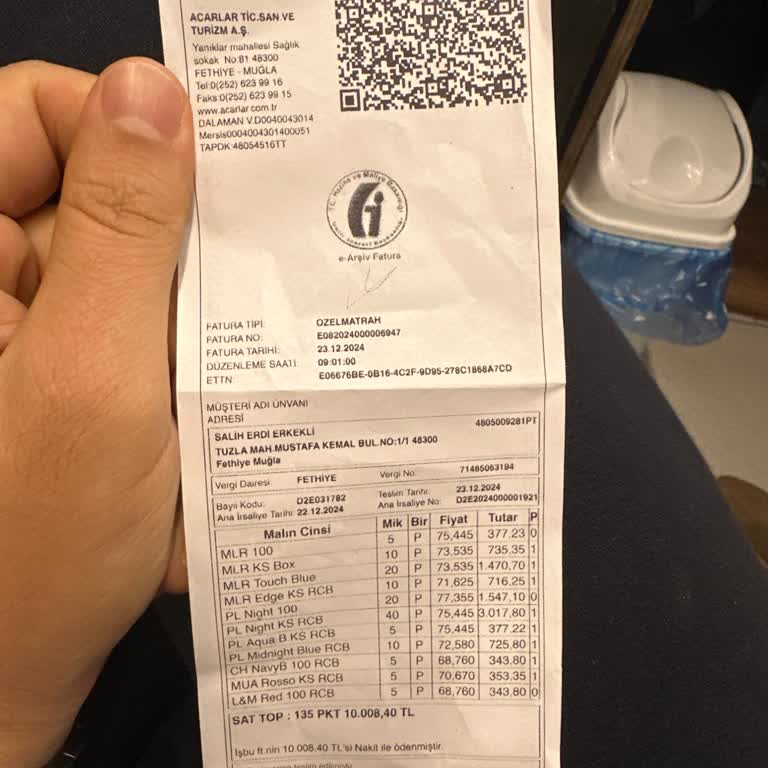 ACARLAR TİC.SAN.VE
TURİZM A.Ş.
Yanıklar mahallesi Sağlık
sokak No:81 48300
FETHİYE - MUĞLA
Tel:0(252) 623 99 16
Faks:0(252) 623 99 15
www.acarlar.com.tr
DALAMAN V.D0040043014
Mersis0004004301400051
TAPDK:48054516TT
T.C. Hazine ve Maliye Bakanlığı
Gelir İdaresi Başkanlığı
e-Arşiv Fatura
FATURA TİPİ: OZELMATRAH
FATURA NO: E082024000006947
FATURA TARİHİ: 23.12.2024
DÜZENLEME SAATİ: 09:01:00
ETTN: E06676BE-0B16-4C2F-9D95-278C1868A7CD
MÜŞTERİ ADI ÜNVANI
ADRESİ
SALİH ERDİ ERKEKLİ 4805009281PT
TUZLA MAH.MUSTAFA KEMAL BUL.NO:1/1 48300
Fethiye Muğla
Vergi Dairesi: FETHİYE Vergi No: 71485063194
Bayii Kodu: D2E031782 Teslim Tarihi: 23.12.2024
Ana İrsaliye Tarihi: 22.12.2024 Ana İrsaliye No: D2E2024000001921
Malın Cinsi Mik Bir Fiyat Tutar P
MLR 100 5 P 75,445 377,23 0
MLR KS Box 10 P 73,535 735,35 1
MLR Touch Blue 20 P 73,535 1.470,70 1
MLR Edge KS RCB 10 P 71,625 716,25 1
PL Night 100 20 P 77,355 1.547,10 0
PL Night KS RCB 40 P 75,445 3.017,80 1
PL Aqua B KS RCB 5 P 75,445 377,22 1
PL Midnight Blue RCB 10 P 72,580 725,80 1
CH NavyB 100 RCB 5 P 68,760 343,80 1
MUA Rosso KS RCB 5 P 70,670 353,35 1
L&M Red 100 RCB 5 P 68,760 343,80 0
SAT TOP : 135 PKT 10.008,40 TL
İşbu ft nin 10.008.40 TL'si Nakil ile ödenmiştir.